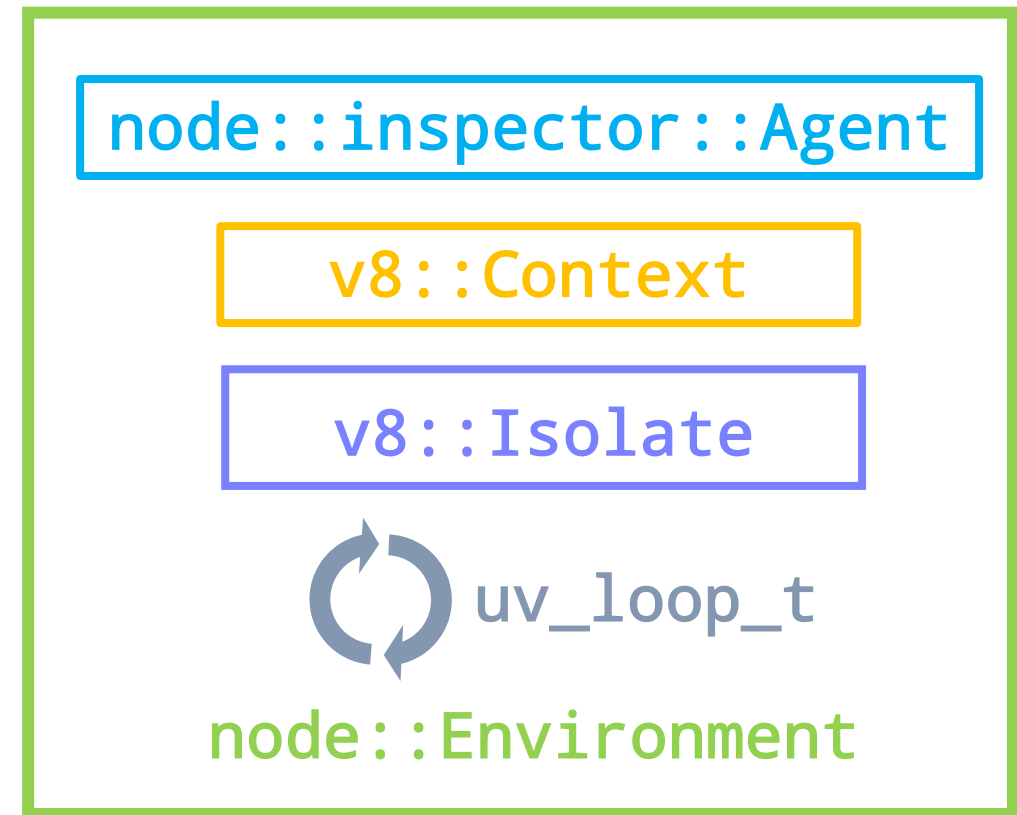 node::inspector::Agent
v8::Context
v8::Isolate
uv_loop_t
node::Environment